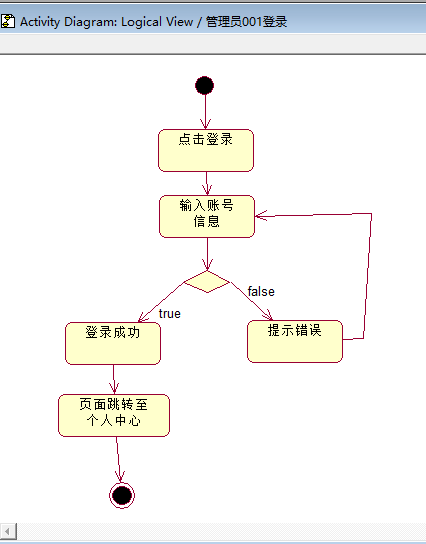 Activity Diagram: Logical View / 管理员001登录
点击登录
输入账号
信息
true
false
登录成功
提示错误
页面跳转至
个人中心